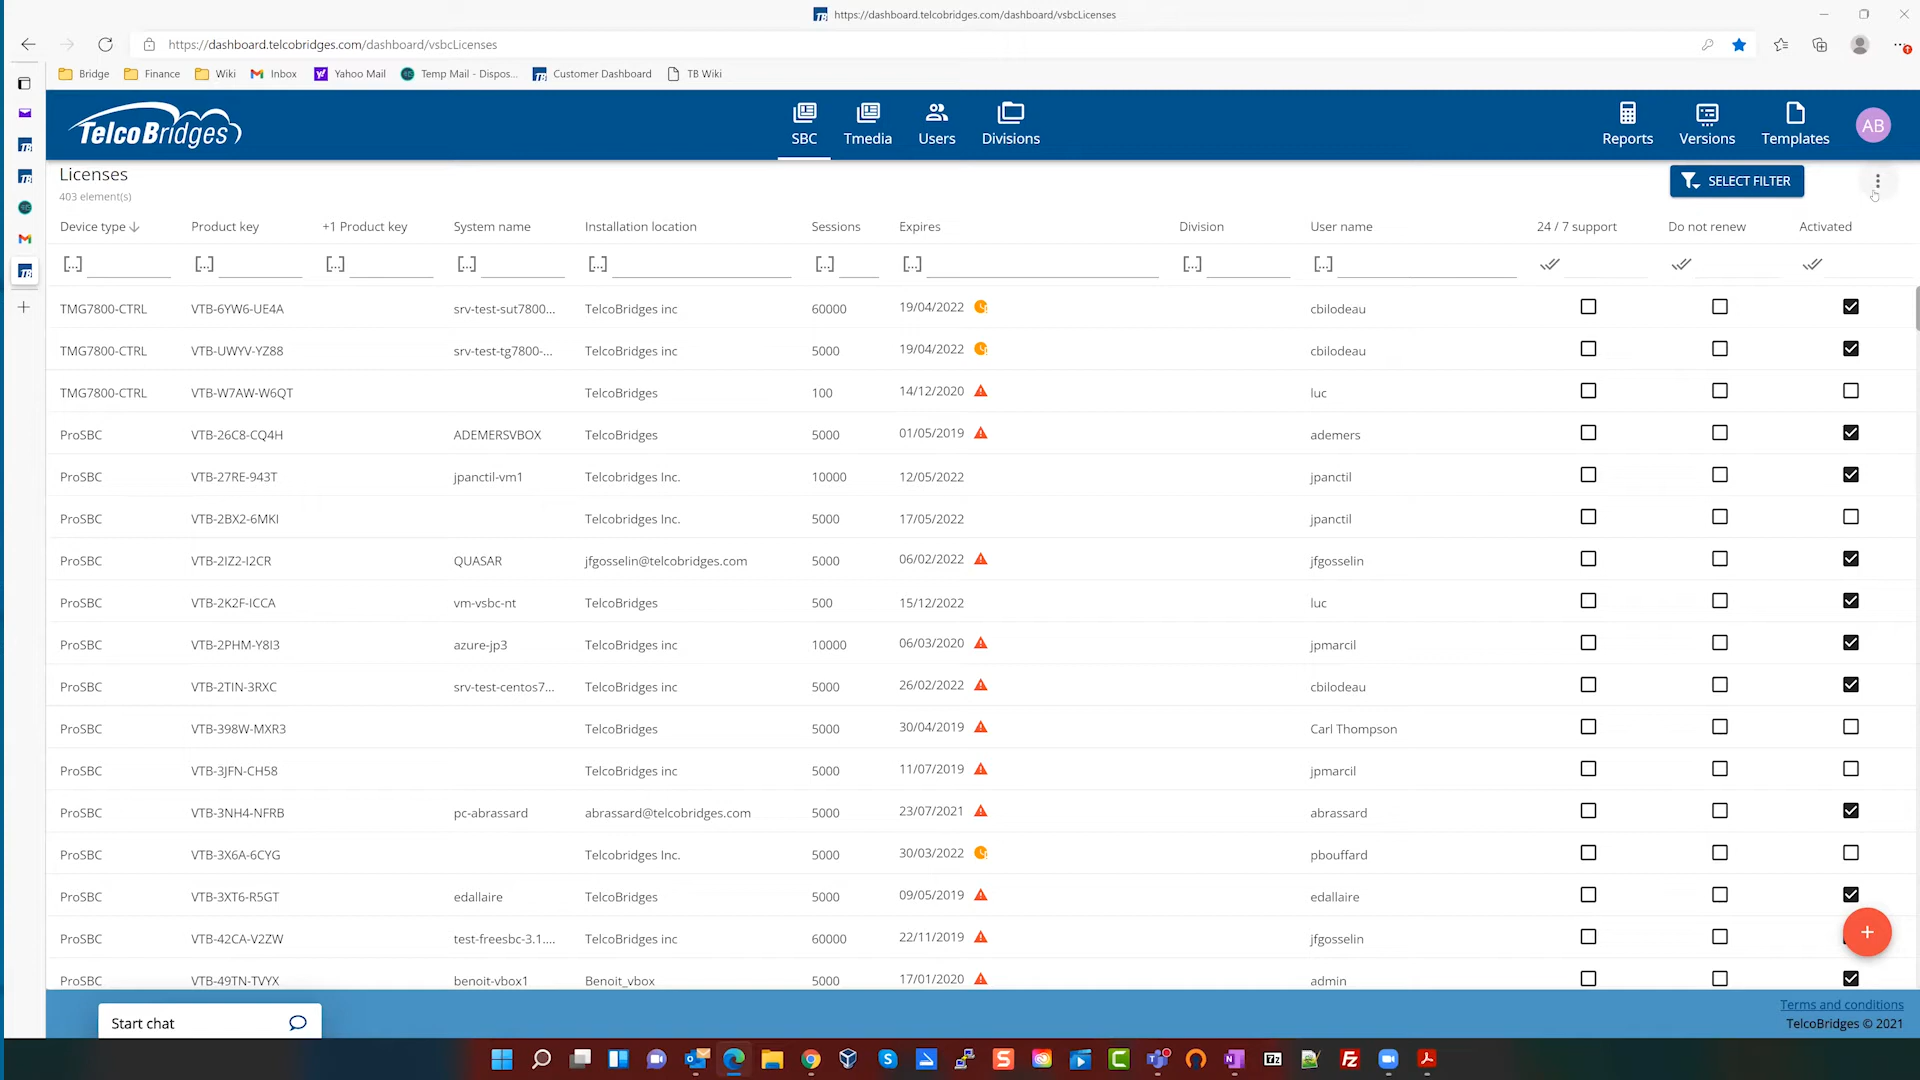 https://dashboard.telcobridges.com/dashboard/vsbcLicenses
https://dashboard.telcobridges.com/dashboard/vsbcLicenses
Bridge Finance Wiki Inbox Yahoo Mail Temp Mail - Dispos... Customer Dashboard TB Wiki
TelcoBridges SBC Tmedia Users Divisions Reports Versions Templates AB
Licenses
403 element(s)
SELECT FILTER
Device type Product key +1 Product key System name Installation location Sessions Expires Division User name 24 / 7 support Do not renew Activated
[...] [...] [...] [...] [...] [...] [...] [...] [...]
TMG7800-CTRL VTB-6YW6-UE4A srv-test-sut7800... TelcoBridges inc 60000 19/04/2022 cbilodeau
TMG7800-CTRL VTB-UWYV-YZ88 srv-test-tg7800-... TelcoBridges inc 5000 19/04/2022 cbilodeau
TMG7800-CTRL VTB-W7AW-W6QT TelcoBridges 100 14/12/2020 luc
ProSBC VTB-26C8-CQ4H ADEMERSVBOX TelcoBridges 5000 01/05/2019 ademers
ProSBC VTB-27RE-943T jpanctil-vm1 Telcobridges Inc. 10000 12/05/2022 jpanctil
ProSBC VTB-2BX2-6MKI Telcobridges Inc. 5000 17/05/2022 jpanctil
ProSBC VTB-2IZ2-I2CR QUASAR jfgosselin@telcobridges.com 5000 06/02/2022 jfgosselin
ProSBC VTB-2K2F-ICCA vm-vsbc-nt TelcoBridges 500 15/12/2022 luc
ProSBC VTB-2PHM-Y8I3 azure-jp3 TelcoBridges inc 10000 06/03/2020 jpmarcil
ProSBC VTB-2TIN-3RXC srv-test-centos7... TelcoBridges inc 5000 26/02/2022 cbilodeau
ProSBC VTB-398W-MXR3 TelcoBridges 5000 30/04/2019 Carl Thompson
ProSBC VTB-3JFN-CH58 TelcoBridges inc 5000 11/07/2019 jpmarcil
ProSBC VTB-3NH4-NFRB pc-abrassard abrassard@telcobridges.com 5000 23/07/2021 abrassard
ProSBC VTB-3X6A-6CYG Telcobridges Inc. 5000 30/03/2022 pbouffard
ProSBC VTB-3XT6-R5GT edallaire TelcoBridges 5000 09/05/2019 edallaire
ProSBC VTB-42CA-V2ZW test-freesbc-3.1.... TelcoBridges inc 60000 22/11/2019 jfgosselin
ProSBC VTB-49TN-TVYX benoit-vbox1 Benoit_vbox 5000 17/01/2020 admin
Terms and conditions
Start chat
TelcoBridges © 2021